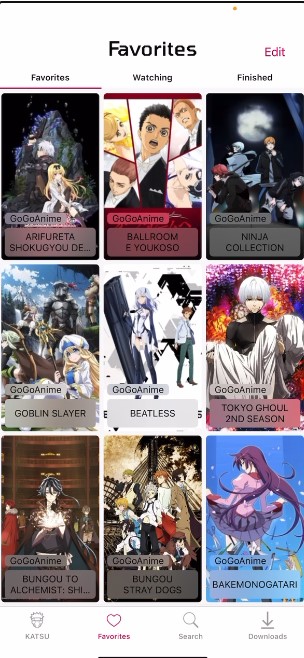 Favorites
Edit
Favorites
Watching
Finished
GoGoAnime
ARIFURETA
SHOKUGYOU DE...
GoGoAnime
BALLROOM
E YOUKOSO
GoGoAnime
NINJA
COLLECTION
GoGoAnime
GOBLIN SLAYER
GoGoAnime
BEATLESS
GoGoAnime
TOKYO GHOUL
2ND SEASON
GoGoAnime
BUNGOU TO
ALCHEMIST: SHI...
GoGoAnime
BUNGOU
STRAY DOGS
GoGoAnime
BAKEMONOGATARI
KATSU
Favorites
Search
Downloads